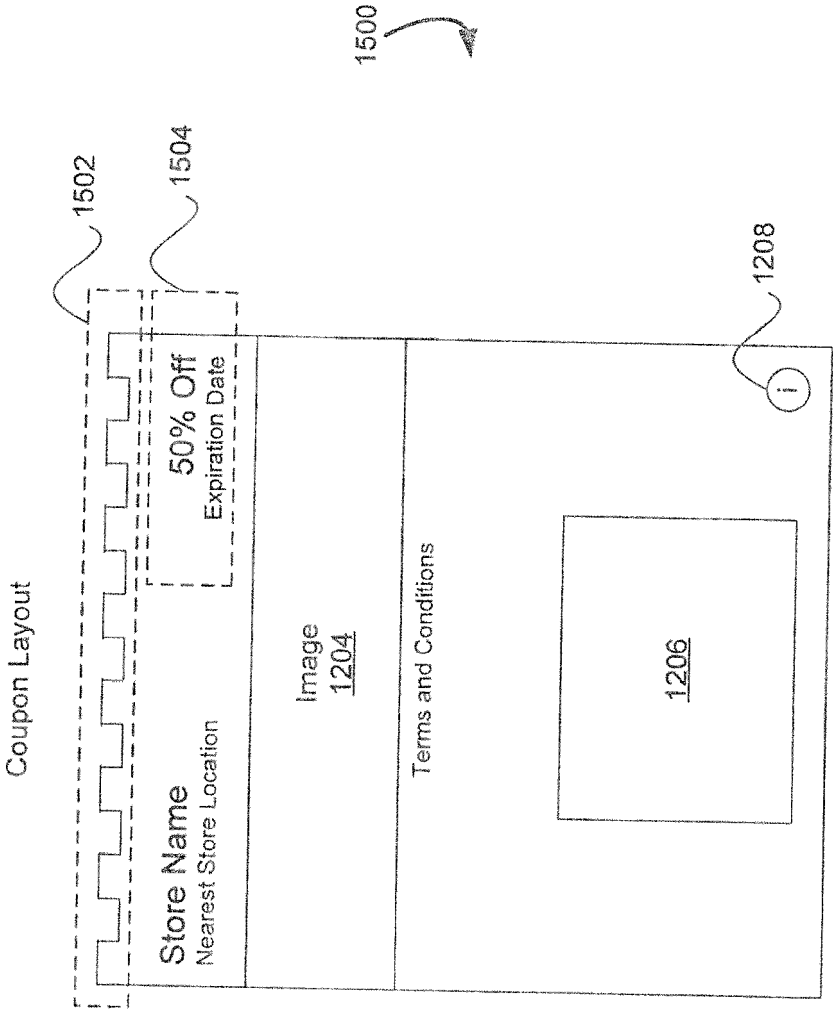 Coupon Layout
1502
1504
Store Name
Nearest Store Location
50% Off
Expiration Date
Image
1204
Terms and Conditions
1206
i
1208
1500